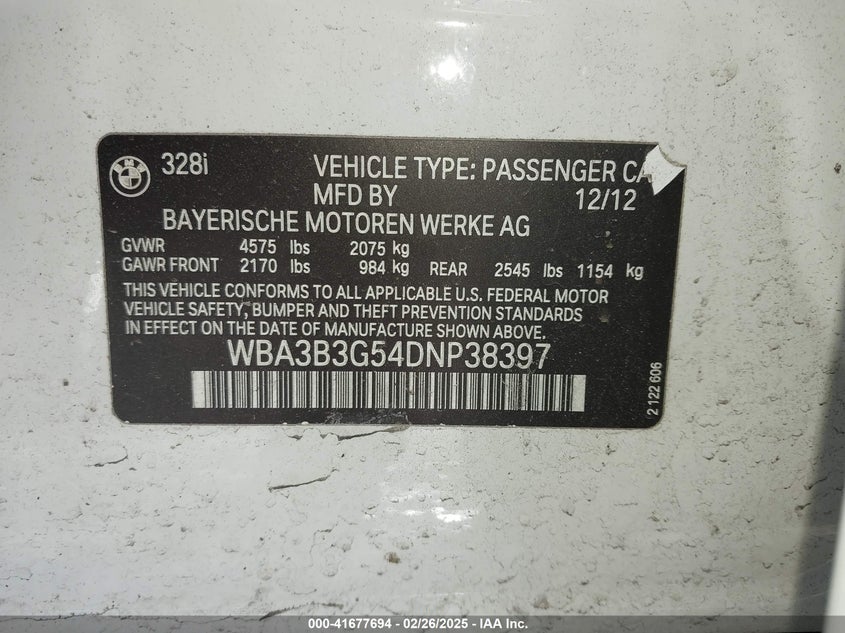 BMW
328i VEHICLE TYPE: PASSENGER CA
MFD BY 12/12
BAYERISCHE MOTOREN WERKE AG
GVWR 4575 lbs 2075 kg
GAWR FRONT 2170 lbs 984 kg REAR 2545 lbs 1154 kg
THIS VEHICLE CONFORMS TO ALL APPLICABLE U.S. FEDERAL MOTOR
VEHICLE SAFETY, BUMPER AND THEFT PREVENTION STANDARDS
IN EFFECT ON THE DATE OF MANUFACTURE SHOWN ABOVE.
WBA3B3G54DNP38397
2 122 606
000-41677694 - 02/26/2025 - IAA Inc.